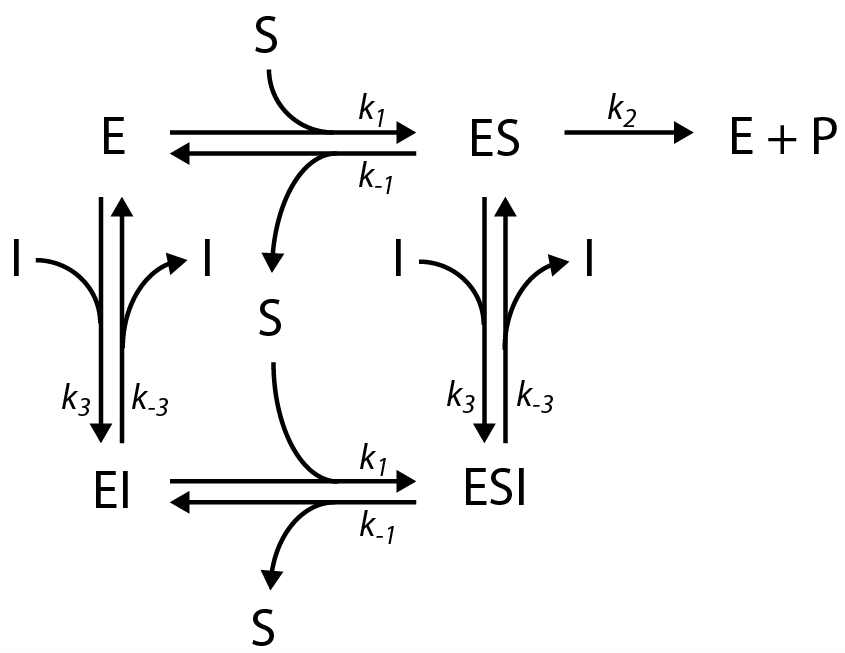 S
k1
k2
E
ES
E + P
k-1
I
I
I
I
S
k3
k-3
k3
k-3
k1
EI
ESI
k-1
S